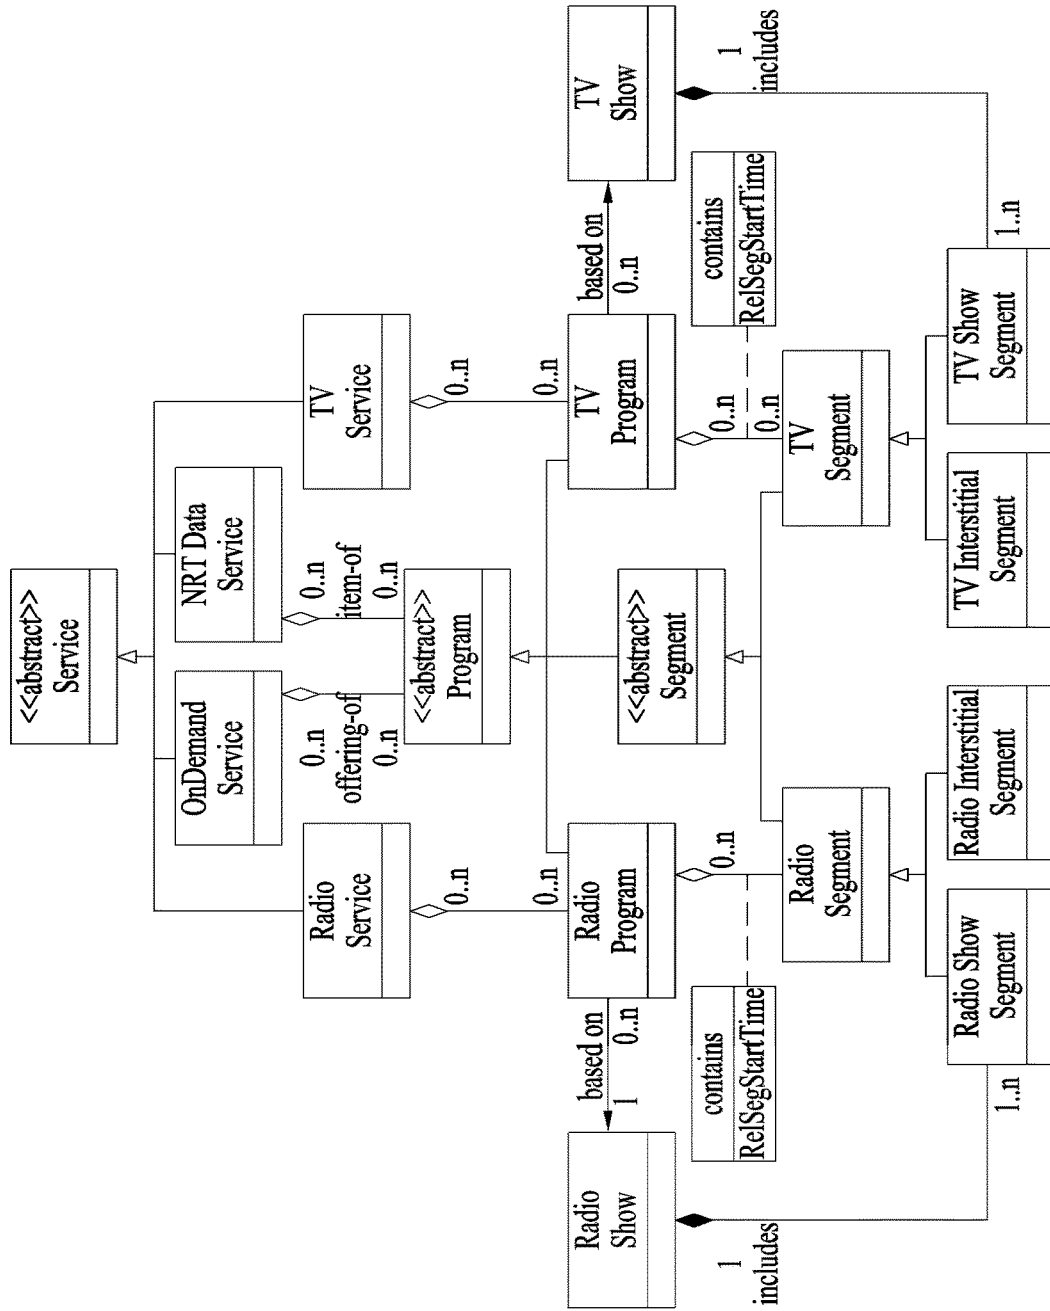 <<abstract>>
Service
Radio
Service
OnDemand
Service
NRT Data
Service
TV
Service
0..n
offering-of
0..n
0..n
item-of
0..n
<<abstract>>
Program
0..n
0..n
0..n
0..n
Radio
Show
based on
1
0..n
Radio
Program
TV
Program
based on
0..n
TV
Show
<<abstract>>
Segment
1
includes
contains
RelSegStartTime
0..n
0..n
0..n
contains
RelSegStartTime
1
includes
Radio
Segment
TV
Segment
1..n
Radio Show
Segment
Radio Interstitial
Segment
TV Interstitial
Segment
TV Show
Segment
1..n